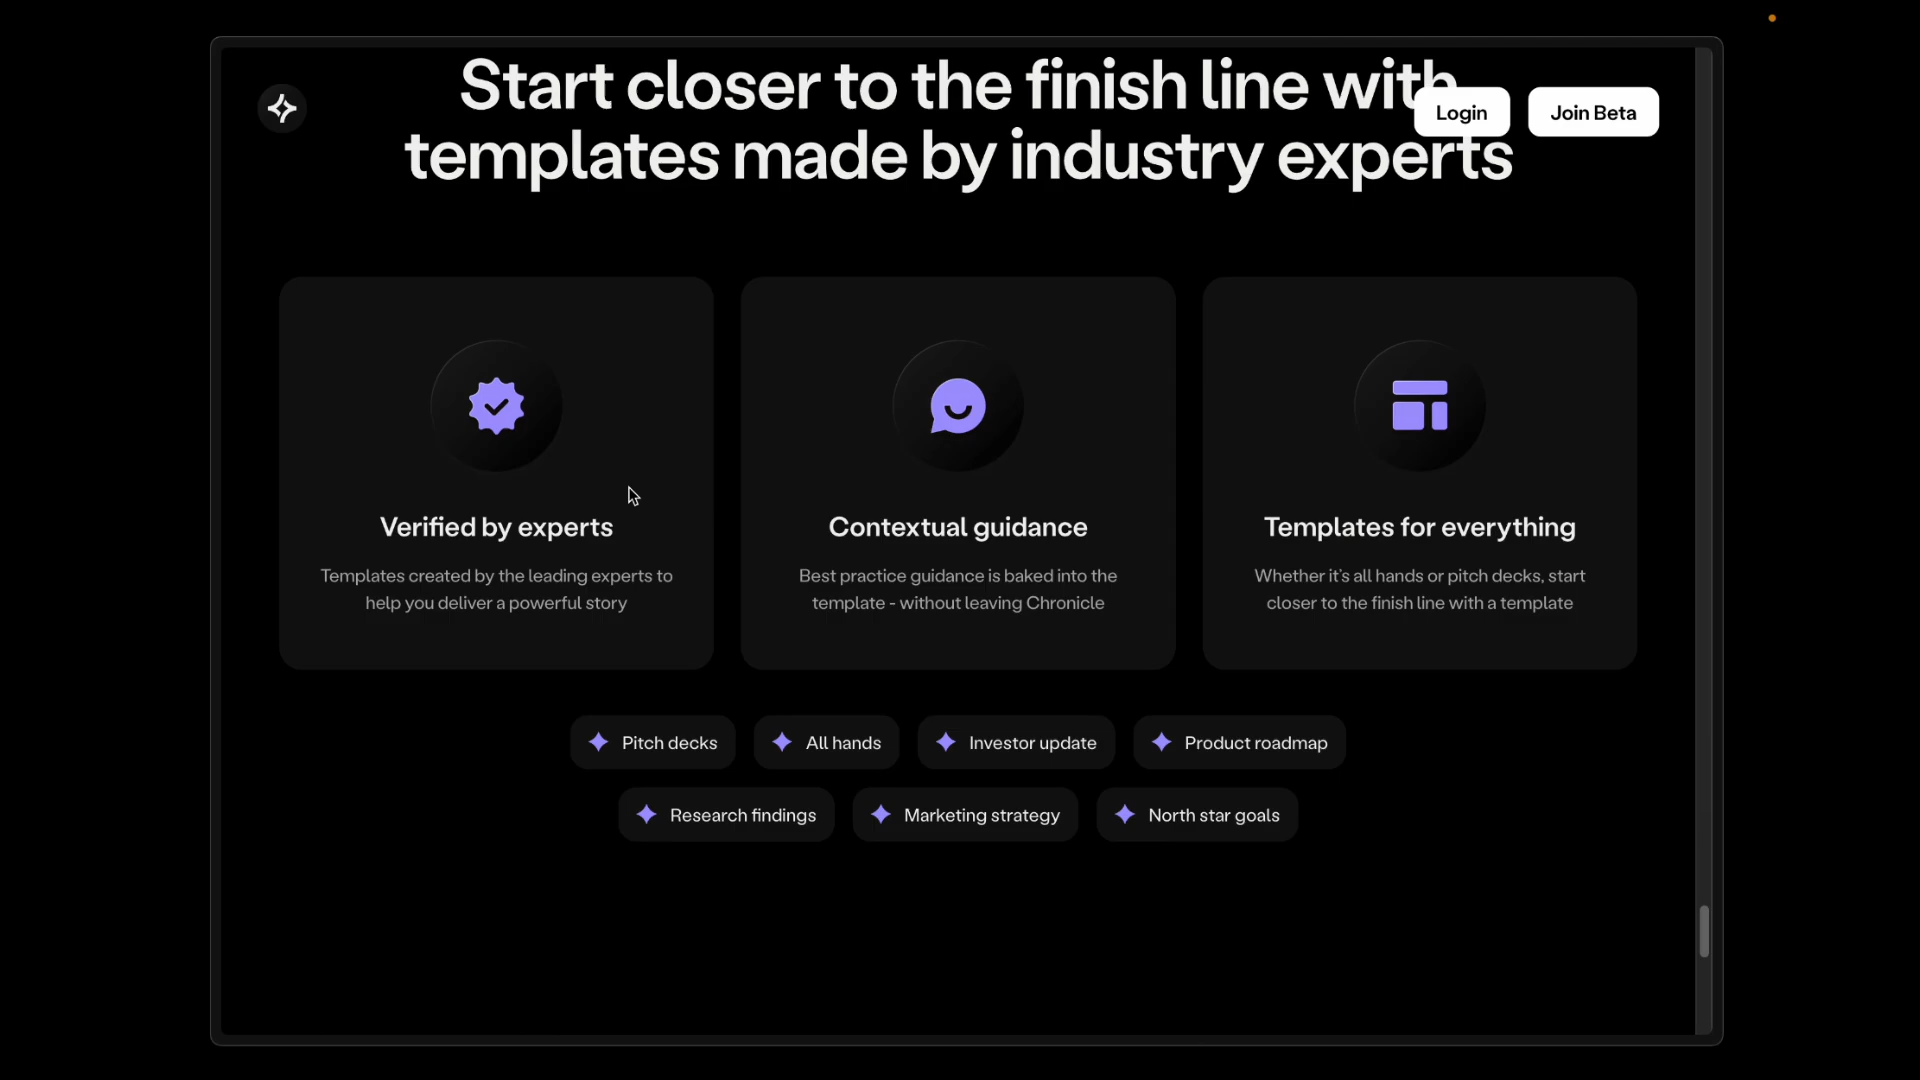 Start closer to the finish line with
templates made by industry experts
Login
Join Beta
Verified by experts
Templates created by the leading experts to
help you deliver a powerful story
Contextual guidance
Best practice guidance is baked into the
template - without leaving Chronicle
Templates for everything
Whether it's all hands or pitch decks, start
closer to the finish line with a template
Pitch decks
All hands
Investor update
Product roadmap
Research findings
Marketing strategy
North star goals